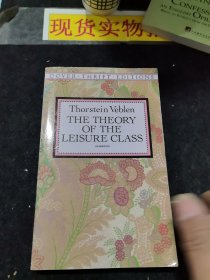 现货实物拍
CONFESS
DOVER · THRIFT · EDITIONS
Thorstein Veblen
THE THEORY
OF THE
LEISURE CLASS